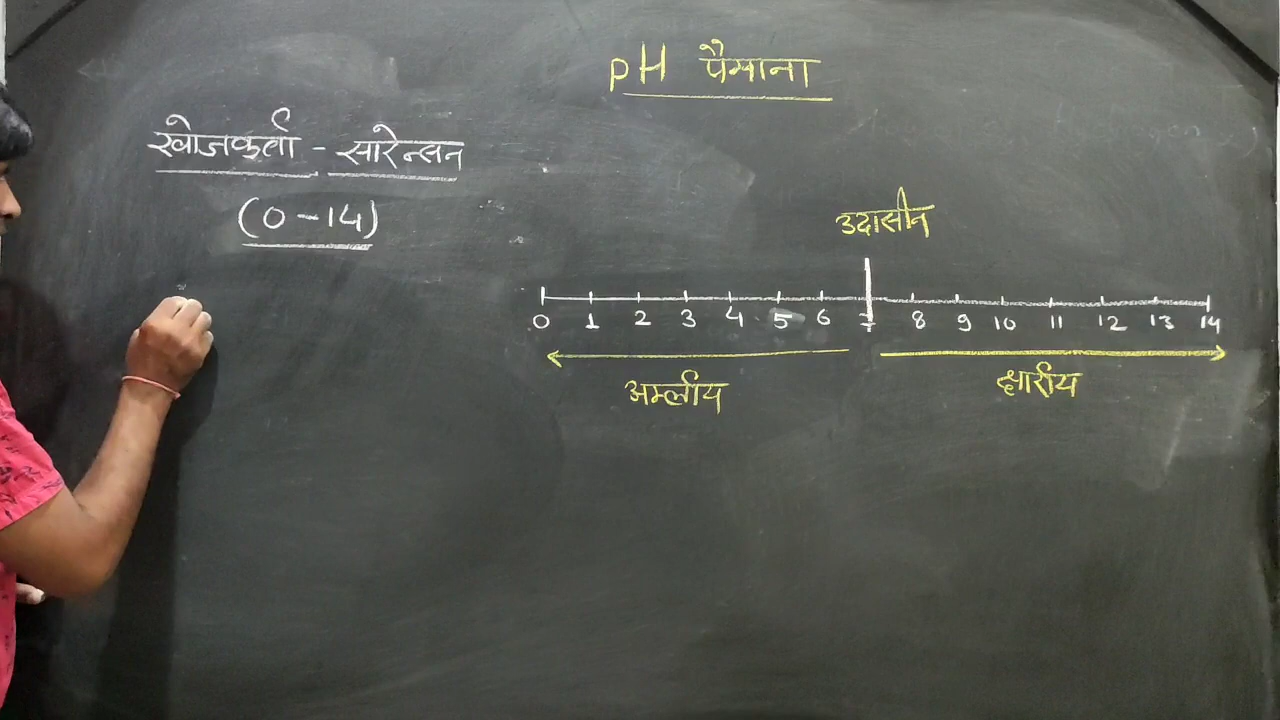 pH पैमाना
खोजकर्ता - सारेन्सन
(0-14)
उदासीन
0 1 2 3 4 5 6 7 8 9 10 11 12 13 14
अम्लीय
क्षारीय